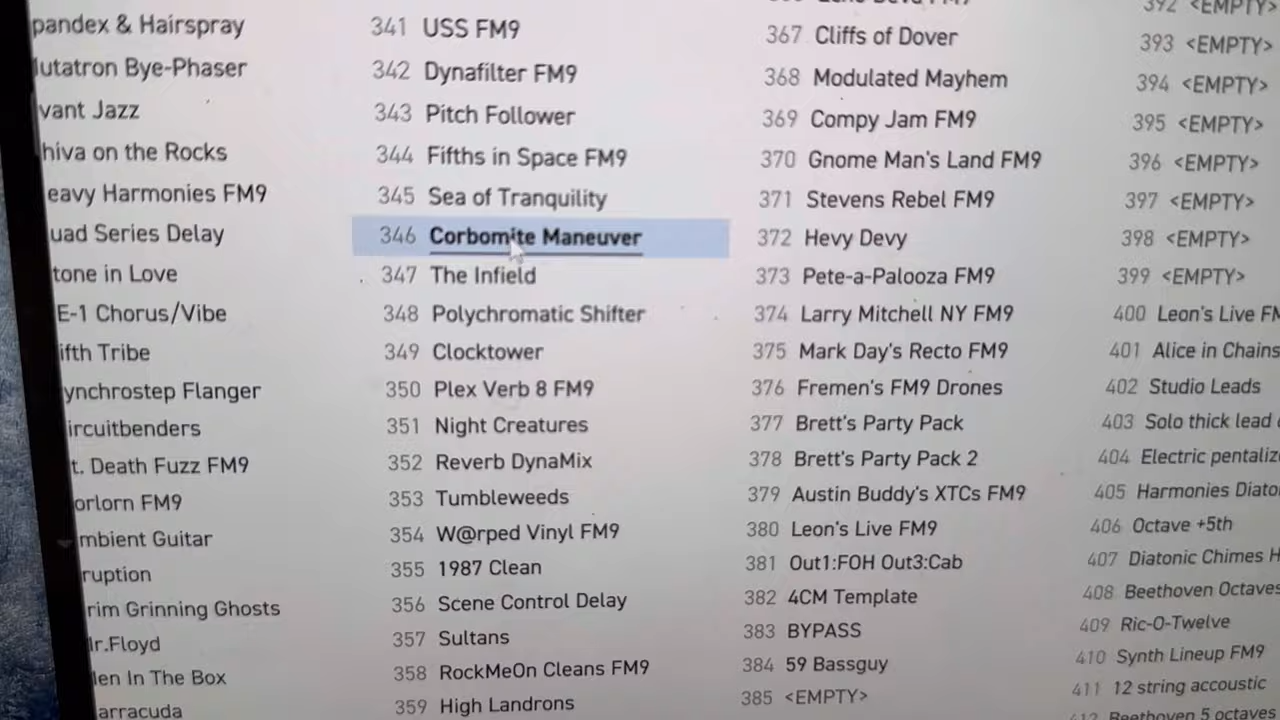 pandex & Hairspray
utatron Bye-Phaser
vant Jazz
hiva on the Rocks
eavy Harmonies FM9
uad Series Delay
tone in Love
E-1 Chorus/Vibe
ifth Tribe
ynchrostep Flanger
ircuitbenders
t. Death Fuzz FM9
orlorn FM9
mbient Guitar
ruption
rim Grinning Ghosts
r.Floyd
en In The Box
arracuda
341 USS FM9
342 Dynafilter FM9
343 Pitch Follower
344 Fifths in Space FM9
345 Sea of Tranquility
346 Corbomite Maneuver
347 The Infield
348 Polychromatic Shifter
349 Clocktower
350 Plex Verb 8 FM9
351 Night Creatures
352 Reverb DynaMix
353 Tumbleweeds
354 W@rped Vinyl FM9
355 1987 Clean
356 Scene Control Delay
357 Sultans
358 RockMeOn Cleans FM9
359 High Landrons
367 Cliffs of Dover
368 Modulated Mayhem
369 Compy Jam FM9
370 Gnome Man's Land FM9
371 Stevens Rebel FM9
372 Hevy Devy
373 Pete-a-Palooza FM9
374 Larry Mitchell NY FM9
375 Mark Day's Recto FM9
376 Fremen's FM9 Drones
377 Brett's Party Pack
378 Brett's Party Pack 2
379 Austin Buddy's XTCs FM9
380 Leon's Live FM9
381 Out1:FOH Out3:Cab
382 4CM Template
383 BYPASS
384 59 Bassguy
385 <EMPTY>
392 <EMPTY>
393 <EMPTY>
394 <EMPTY>
395 <EMPTY>
396 <EMPTY>
397 <EMPTY>
398 <EMPTY>
399 <EMPTY>
400 Leon's Live FM
401 Alice in Chains
402 Studio Leads
403 Solo thick lead
404 Electric pentaliz
405 Harmonies Diato
406 Octave +5th
407 Diatonic Chimes H
408 Beethoven Octaves
409 Ric-O-Twelve
410 Synth Lineup FM9
411 12 string accoustic
412 Beethoven 5 octaves